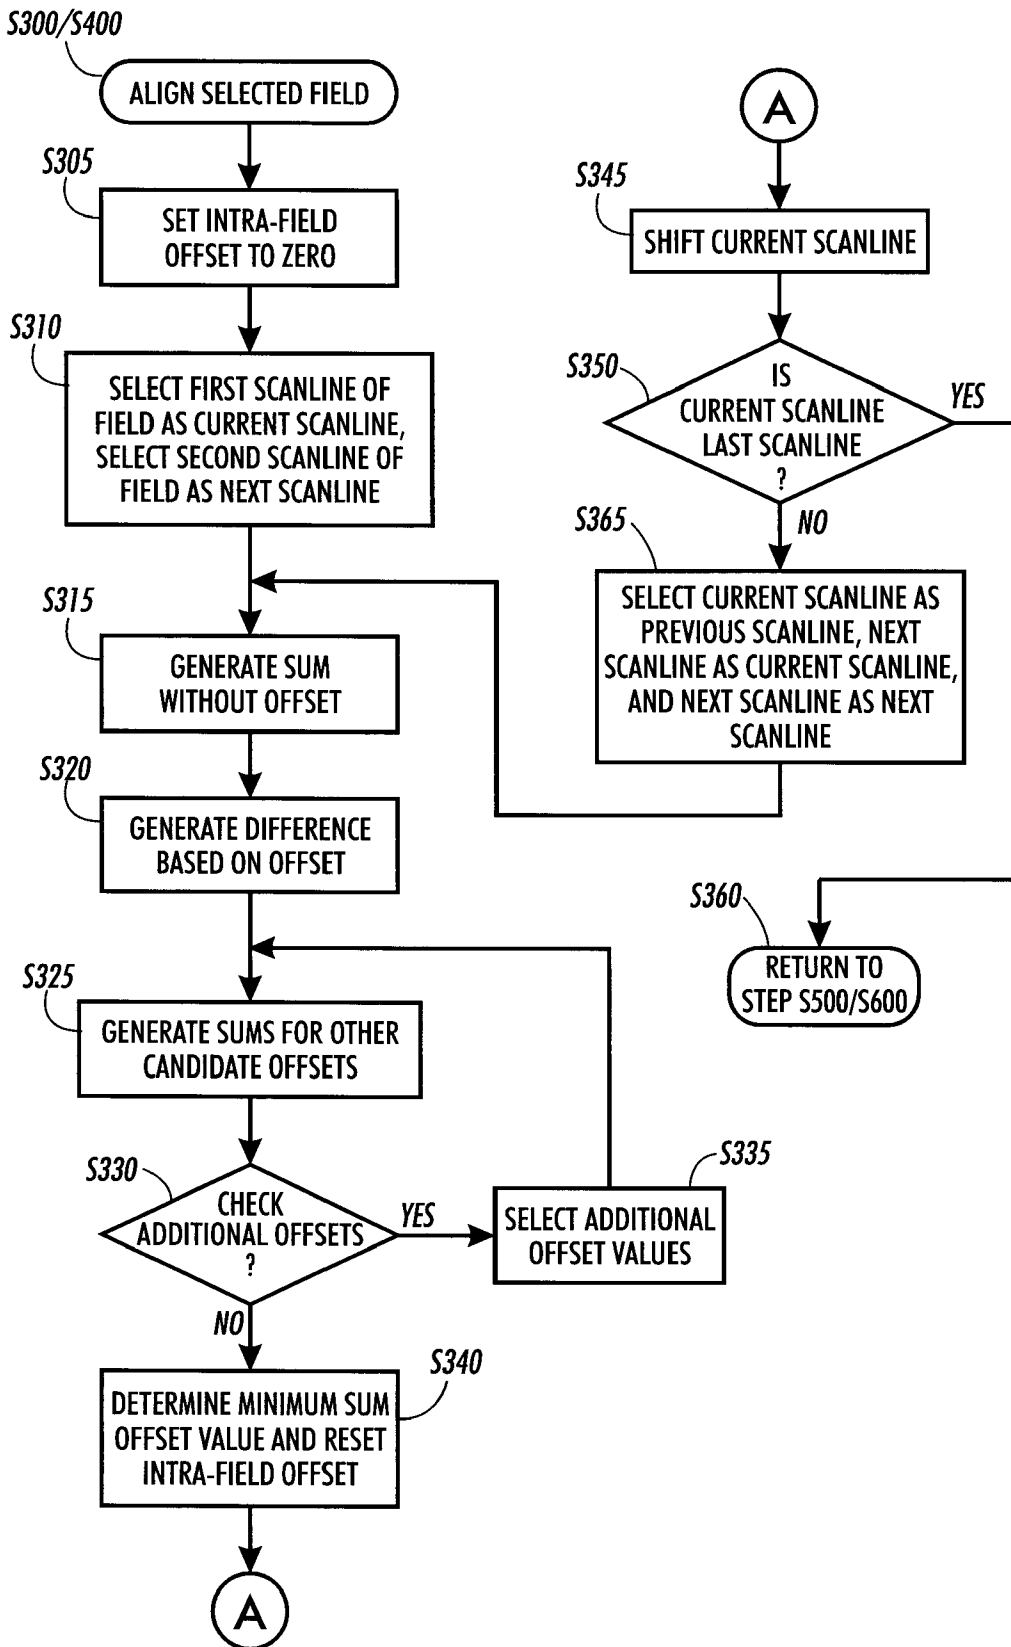 S300/S400
ALIGN SELECTED FIELD
S305
SET INTRA-FIELD
OFFSET TO ZERO
S310
SELECT FIRST SCANLINE OF
FIELD AS CURRENT SCANLINE,
SELECT SECOND SCANLINE OF
FIELD AS NEXT SCANLINE
S315
GENERATE SUM
WITHOUT OFFSET
S320
GENERATE DIFFERENCE
BASED ON OFFSET
S325
GENERATE SUMS FOR OTHER
CANDIDATE OFFSETS
S330
CHECK
ADDITIONAL OFFSETS
?
YES
S335
SELECT ADDITIONAL
OFFSET VALUES
NO
S340
DETERMINE MINIMUM SUM
OFFSET VALUE AND RESET
INTRA-FIELD OFFSET
A
A
S345
SHIFT CURRENT SCANLINE
S350
IS
CURRENT SCANLINE
LAST SCANLINE
?
YES
NO
S365
SELECT CURRENT SCANLINE AS
PREVIOUS SCANLINE, NEXT
SCANLINE AS CURRENT SCANLINE,
AND NEXT SCANLINE AS NEXT
SCANLINE
S360
RETURN TO
STEP S500/S600